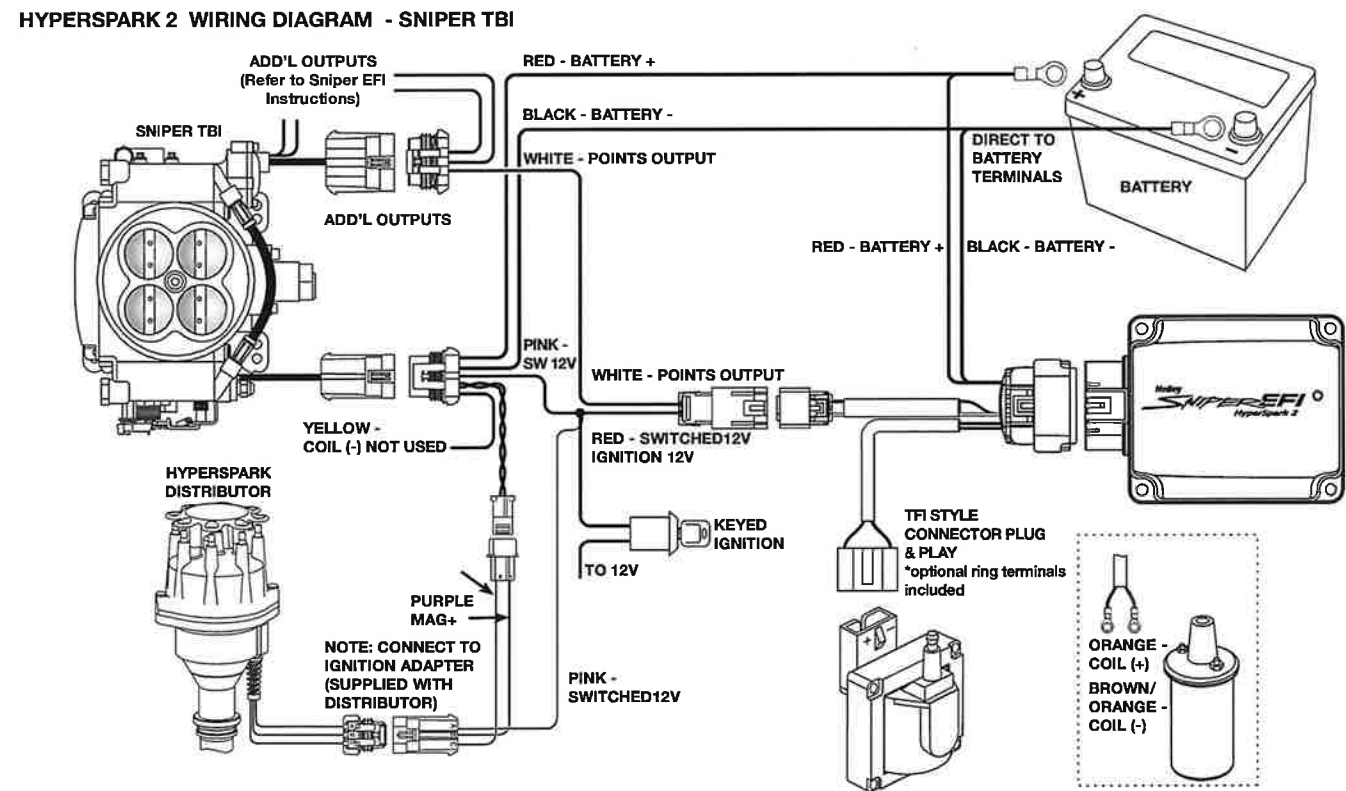 HYPERSPARK 2 WIRING DIAGRAM - SNIPER TBI
ADD'L OUTPUTS
(Refer to Sniper EFI
Instructions)
SNIPER TBI
ADD'L OUTPUTS
RED - BATTERY +
BLACK - BATTERY -
WHITE - POINTS OUTPUT
DIRECT TO
BATTERY
TERMINALS
+
-
BATTERY
RED - BATTERY +
BLACK - BATTERY -
PINK -
SW 12V
WHITE - POINTS OUTPUT
RED - SWITCHED12V
IGNITION 12V
YELLOW -
COIL (-) NOT USED
Holley
SNIPER EFI
HyperSpark 2
HYPERSPARK
DISTRIBUTOR
KEYED
IGNITION
TO 12V
TFI STYLE
CONNECTOR PLUG
& PLAY
*optional ring terminals
included
PURPLE
MAG+
NOTE: CONNECT TO
IGNITION ADAPTER
(SUPPLIED WITH
DISTRIBUTOR)
PINK -
SWITCHED12V
+ -
ORANGE -
COIL (+)
BROWN/
ORANGE -
COIL (-)